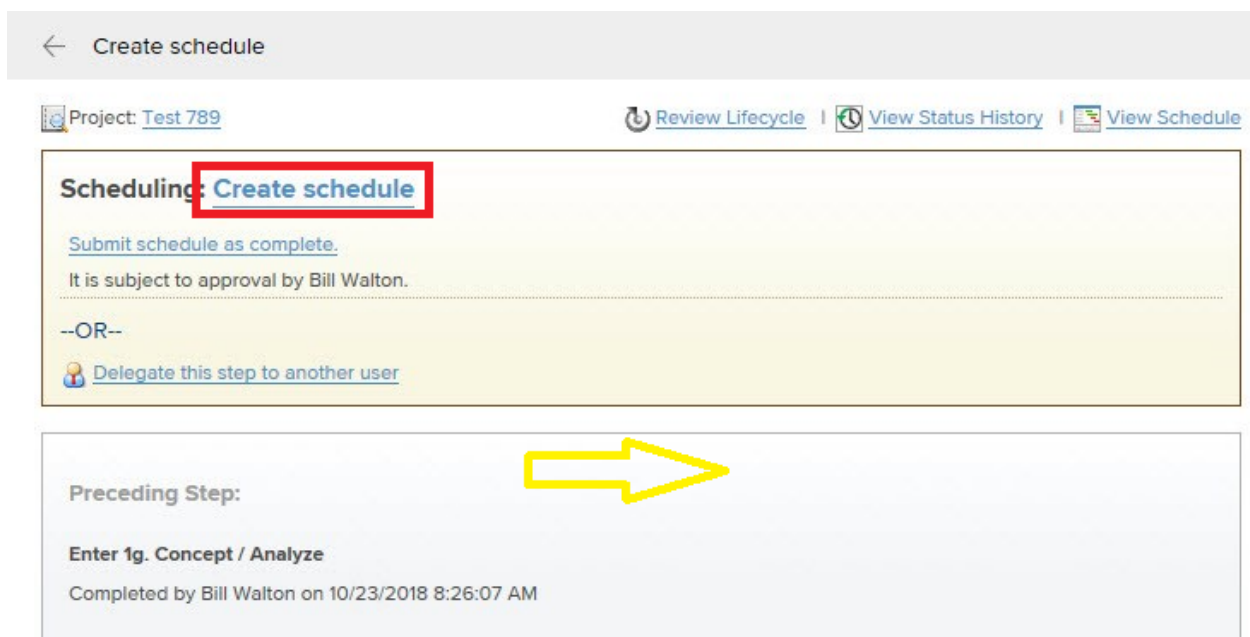 Create schedule
Project: Test 789
Review Lifecycle | View Status History | View Schedule
Scheduling: Create schedule
Submit schedule as complete.
It is subject to approval by Bill Walton.
--OR--
Delegate this step to another user
Preceding Step:
Enter 1g. Concept / Analyze
Completed by Bill Walton on 10/23/2018 8:26:07 AM